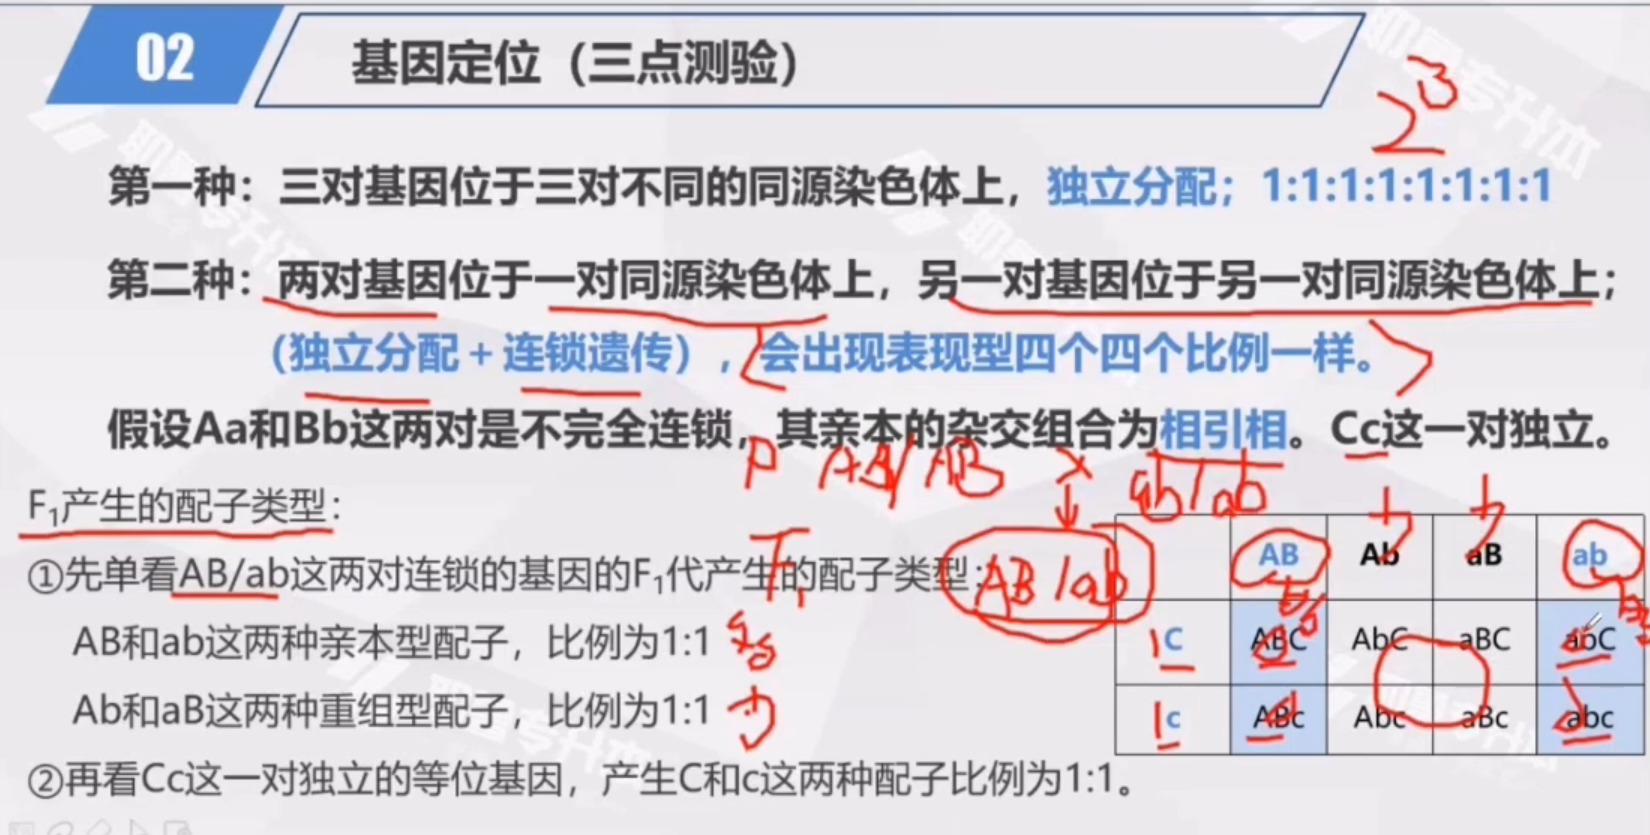 02
基因定位（三点测验）
2³
第一种：三对基因位于三对不同的同源染色体上，独立分配；1:1:1:1:1:1:1:1
第二种：两对基因位于一对同源染色体上，另一对基因位于另一对同源染色体上；
（独立分配 + 连锁遗传），会出现表现型四个四个比例一样。
假设Aa和Bb这两对是不完全连锁，其亲本的杂交组合为相引相。Cc这一对独立。
P AB/AB × ab/ab
F₁产生的配子类型：
F₁ AB/ab
①先单看AB/ab这两对连锁的基因的F₁代产生的配子类型：
AB和ab这两种亲本型配子，比例为1:1
Ab和aB这两种重组型配子，比例为1:1
②再看Cc这一对独立的等位基因，产生C和c这两种配子比例为1:1。
AB Ab aB ab
1 C ABC AbC aBC abC
1 c ABc Abc aBc abc